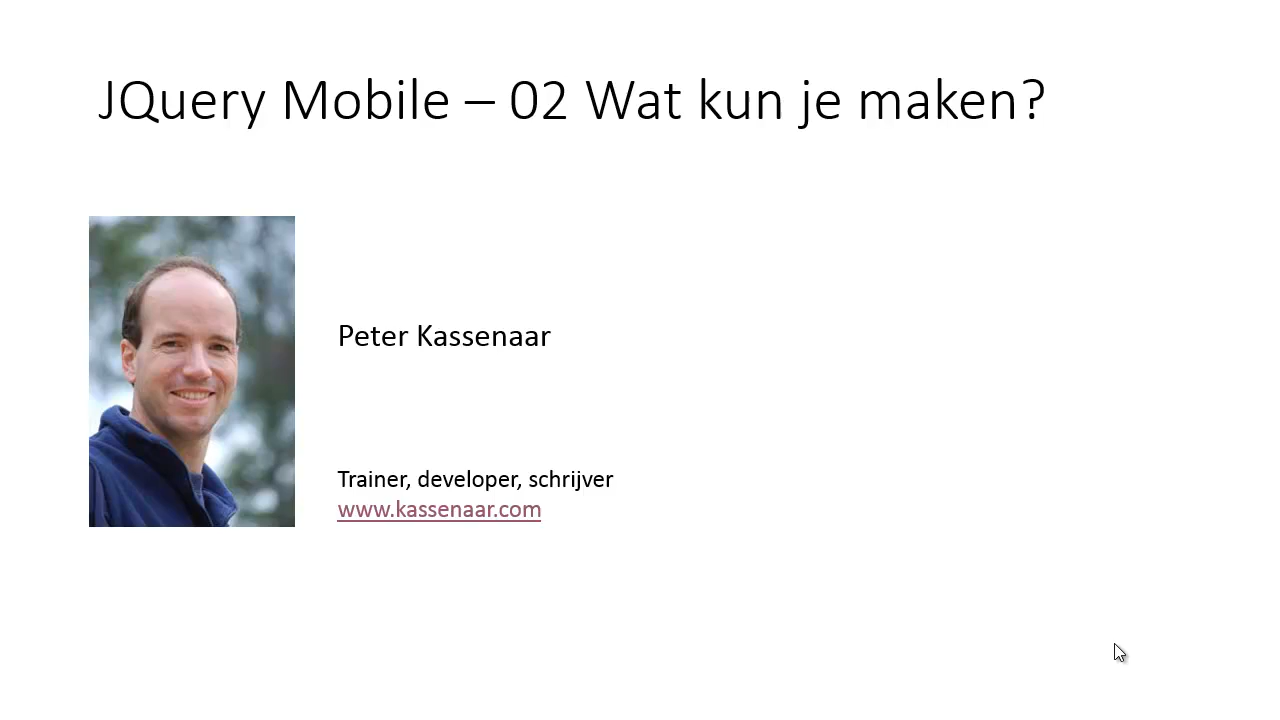 JQuery Mobile – 02 Wat kun je maken?
Peter Kassenaar
Trainer, developer, schrijver
www.kassenaar.com